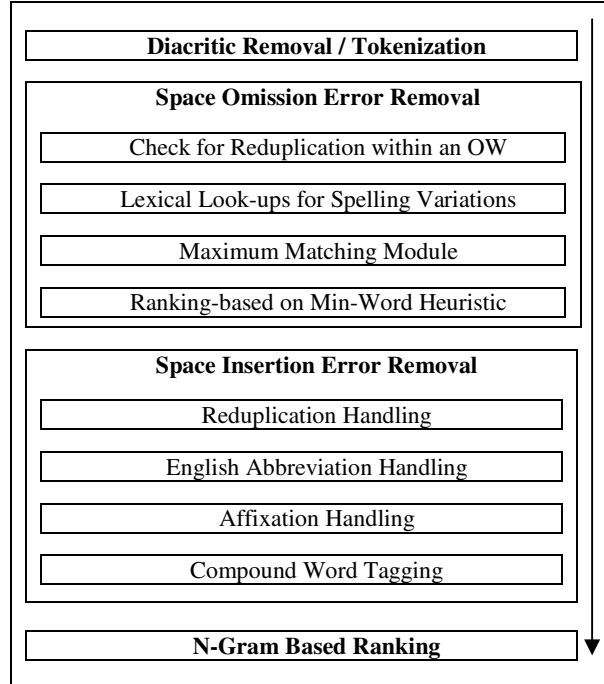 Diacritic Removal / Tokenization
Space Omission Error Removal
Check for Reduplication within an OW
Lexical Look-ups for Spelling Variations
Maximum Matching Module
Ranking-based on Min-Word Heuristic
Space Insertion Error Removal
Reduplication Handling
English Abbreviation Handling
Affixation Handling
Compound Word Tagging
N-Gram Based Ranking